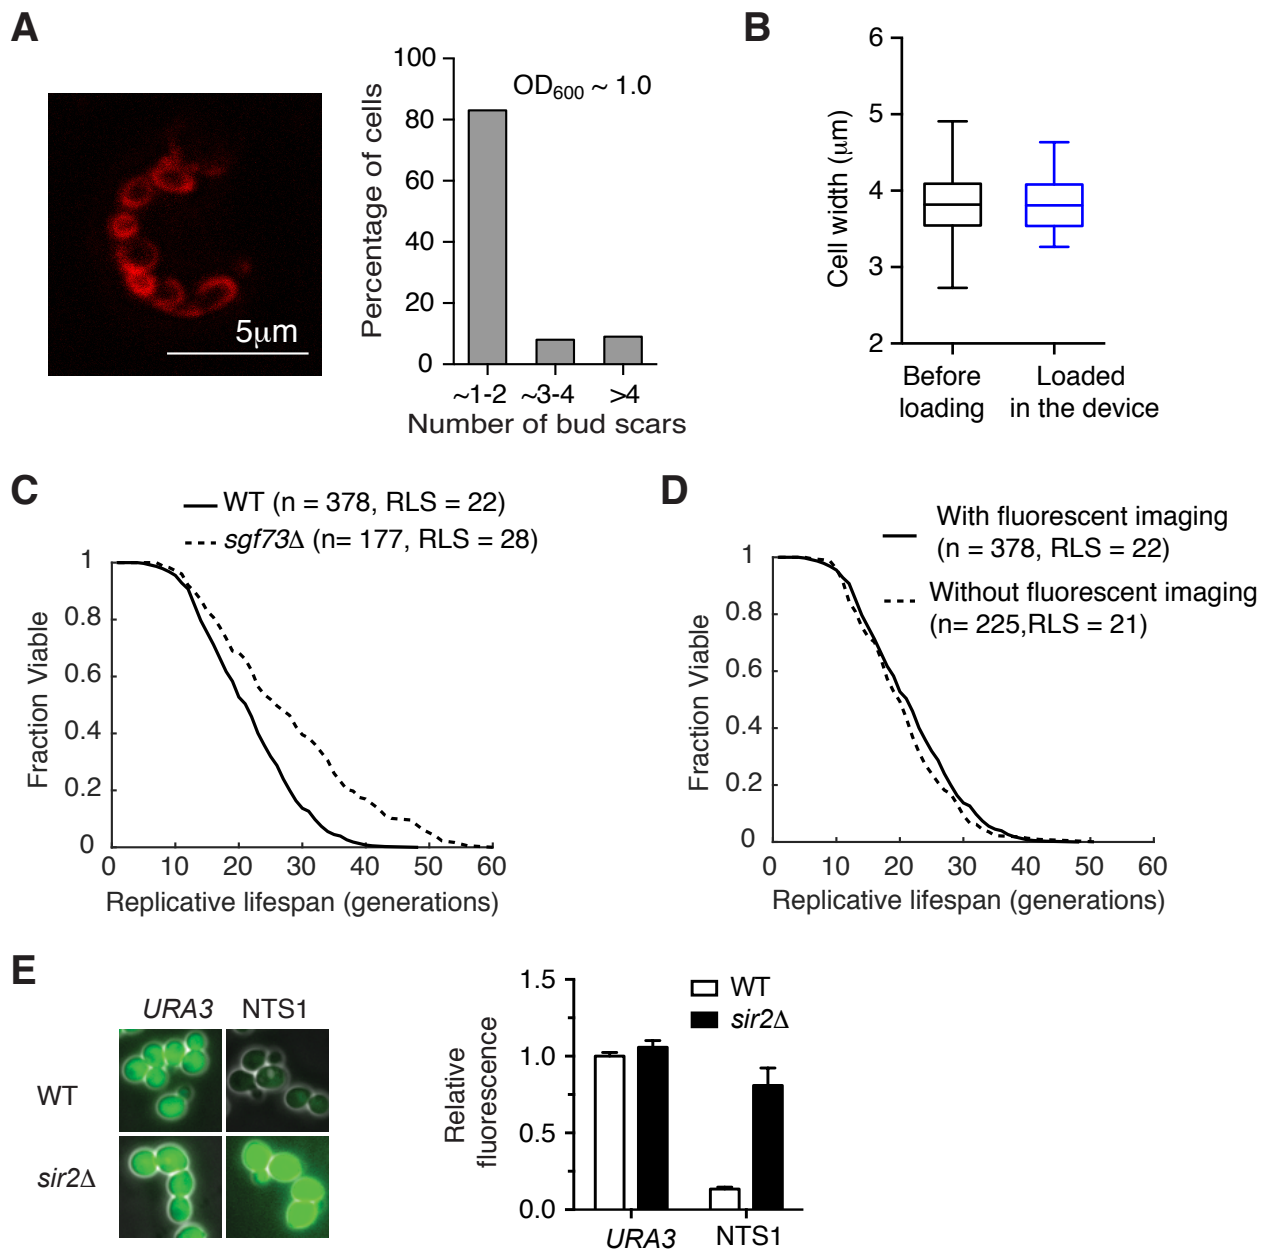 A
5μm
100
80
60
40
20
0
Percentage of cells
OD600 ~ 1.0
~1-2 ~3-4 >4
Number of bud scars
B
6
5
4
3
2
Cell width (μm)
Before
loading
Loaded
in the device
C
WT (n = 378, RLS = 22)
sgf73Δ (n= 177, RLS = 28)
1
0.8
0.6
0.4
0.2
0
Fraction Viable
0 10 20 30 40 50 60
Replicative lifespan (generations)
D
With fluorescent imaging
(n = 378, RLS = 22)
Without fluorescent imaging
(n= 225,RLS = 21)
1
0.8
0.6
0.4
0.2
0
Fraction Viable
0 10 20 30 40 50 60
Replicative lifespan (generations)
E
URA3 NTS1
WT
sir2Δ
1.5
1.0
0.5
0.0
Relative
fluorescence
WT
sir2Δ
URA3 NTS1